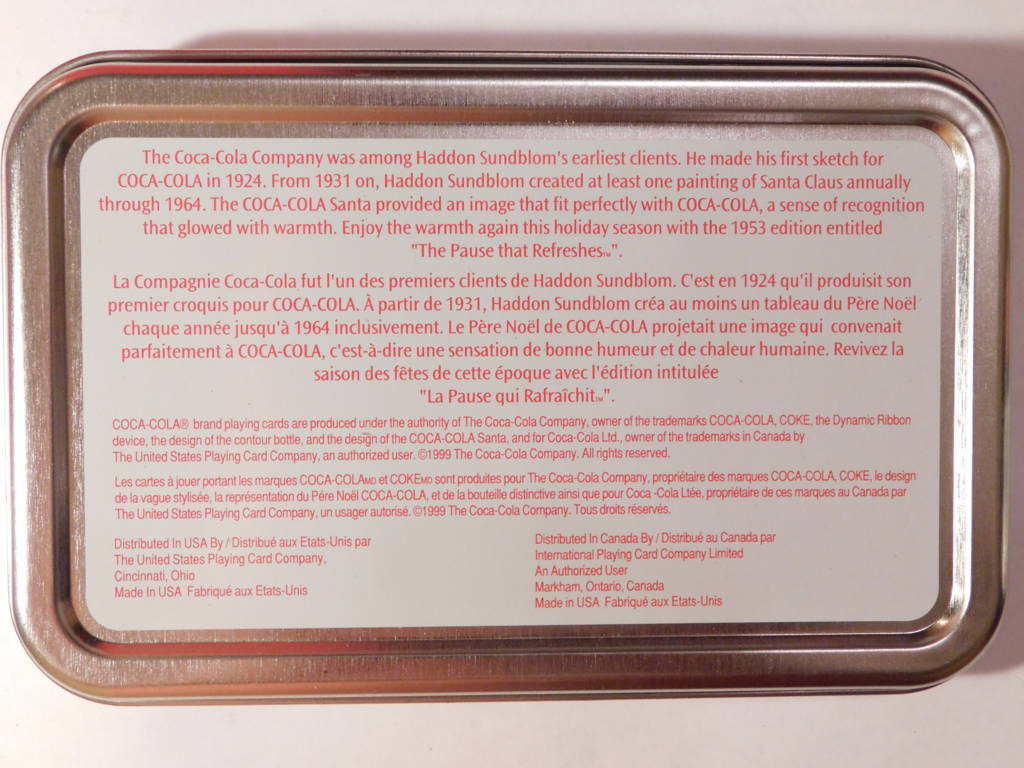 The Coca-Cola Company was among Haddon Sundblom's earliest clients. He made his first sketch for
COCA-COLA in 1924. From 1931 on, Haddon Sundblom created at least one painting of Santa Claus annually
through 1964. The COCA-COLA Santa provided an image that fit perfectly with COCA-COLA, a sense of recognition
that glowed with warmth. Enjoy the warmth again this holiday season with the 1953 edition entitled
"The Pause that Refreshes™".
La Compagnie Coca-Cola fut l'un des premiers clients de Haddon Sundblom. C'est en 1924 qu'il produisit son
premier croquis pour COCA-COLA. À partir de 1931, Haddon Sundblom créa au moins un tableau du Père Noël
chaque année jusqu'à 1964 inclusivement. Le Père Noël de COCA-COLA projetait une image qui convenait
parfaitement à COCA-COLA, c'est-à-dire une sensation de bonne humeur et de chaleur humaine. Revivez la
saison des fêtes de cette époque avec l'édition intitulée
"La Pause qui Rafraîchit™".
COCA-COLA® brand playing cards are produced under the authority of The Coca-Cola Company, owner of the trademarks COCA-COLA, COKE, the Dynamic Ribbon
device, the design of the contour bottle, and the design of the COCA-COLA Santa, and for Coca-Cola Ltd., owner of the trademarks in Canada by
The United States Playing Card Company, an authorized user. ©1999 The Coca-Cola Company. All rights reserved.
Les cartes à jouer portant les marques COCA-COLAMD et COKEMD sont produites pour The Coca-Cola Company, propriétaire des marques COCA-COLA, COKE, le design
de la vague stylisée, la représentation du Père Noël COCA-COLA, et de la bouteille distinctive ainsi que pour Coca -Cola Ltée, propriétaire de ces marques au Canada par
The United States Playing Card Company, un usager autorisé. ©1999 The Coca-Cola Company. Tous droits réservés.
Distributed In USA By / Distribué aux Etats-Unis par
The United States Playing Card Company,
Cincinnati, Ohio
Made In USA Fabriqué aux Etats-Unis
Distributed In Canada By / Distribué au Canada par
International Playing Card Company Limited
An Authorized User
Markham, Ontario, Canada
Made in USA Fabriqué aux Etats-Unis